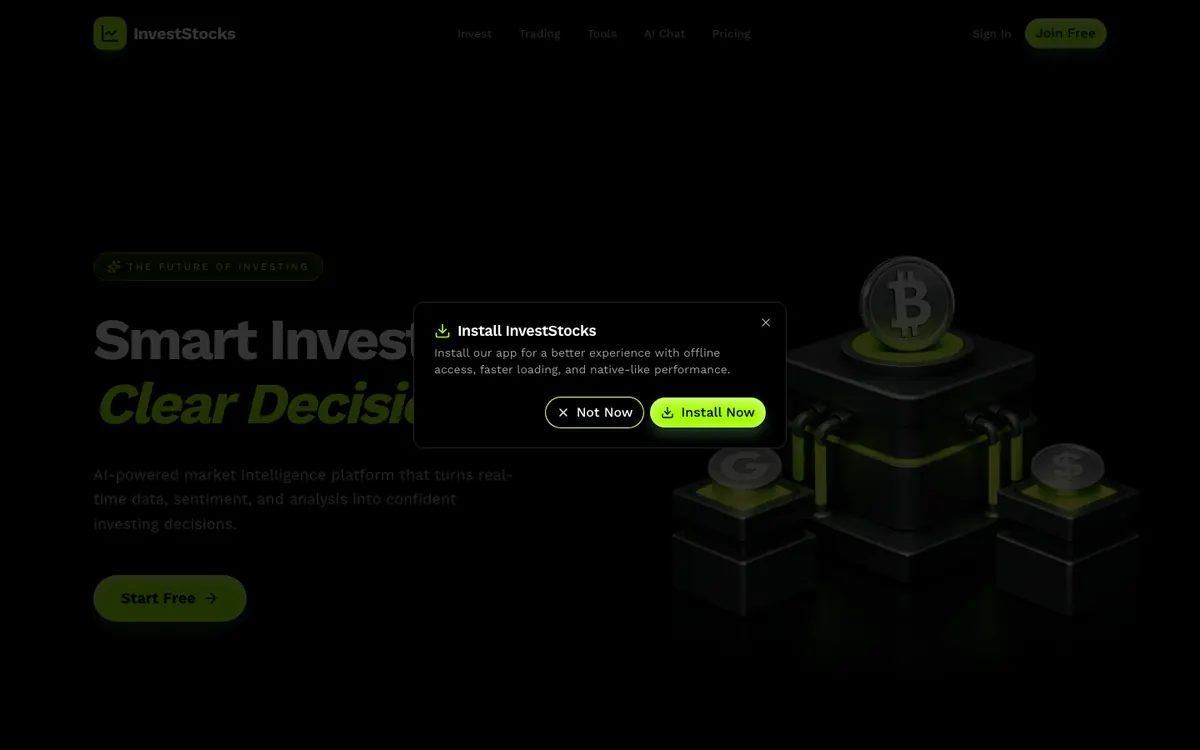 InvestStocks
Invest Trading Tools AI Chat Pricing
Sign In Join Free
THE FUTURE OF INVESTING
Smart Invest
Clear Decisi
AI-powered market intelligence platform that turns real-
time data, sentiment, and analysis into confident
investing decisions.
Start Free
Install InvestStocks
Install our app for a better experience with offline
access, faster loading, and native-like performance.
Not Now
Install Now
G
$